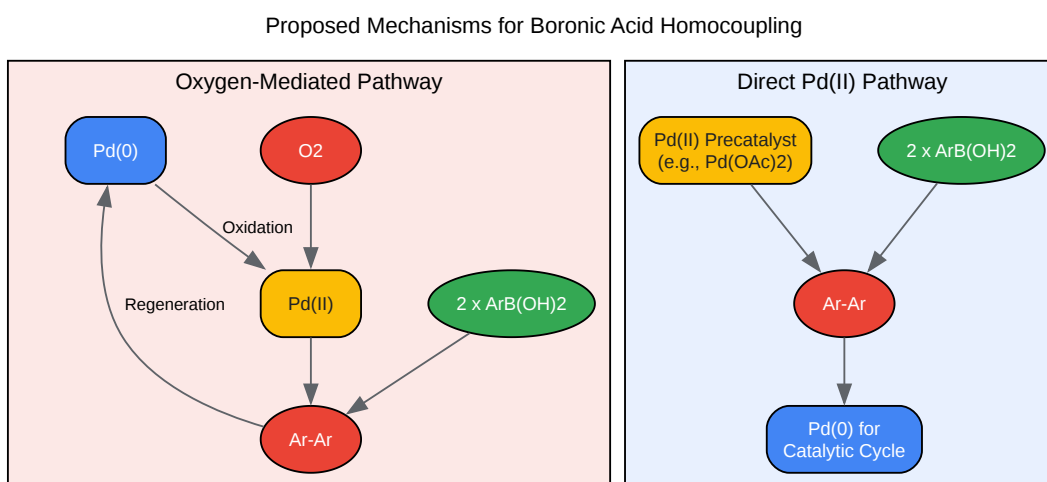 Proposed Mechanisms for Boronic Acid Homocoupling
Oxygen-Mediated Pathway
Pd(0)
O2
Oxidation
Regeneration
Pd(II)
2 x ArB(OH)2
Ar-Ar
Direct Pd(II) Pathway
Pd(II) Precatalyst
(e.g., Pd(OAc)2)
2 x ArB(OH)2
Ar-Ar
Pd(0) for
Catalytic Cycle